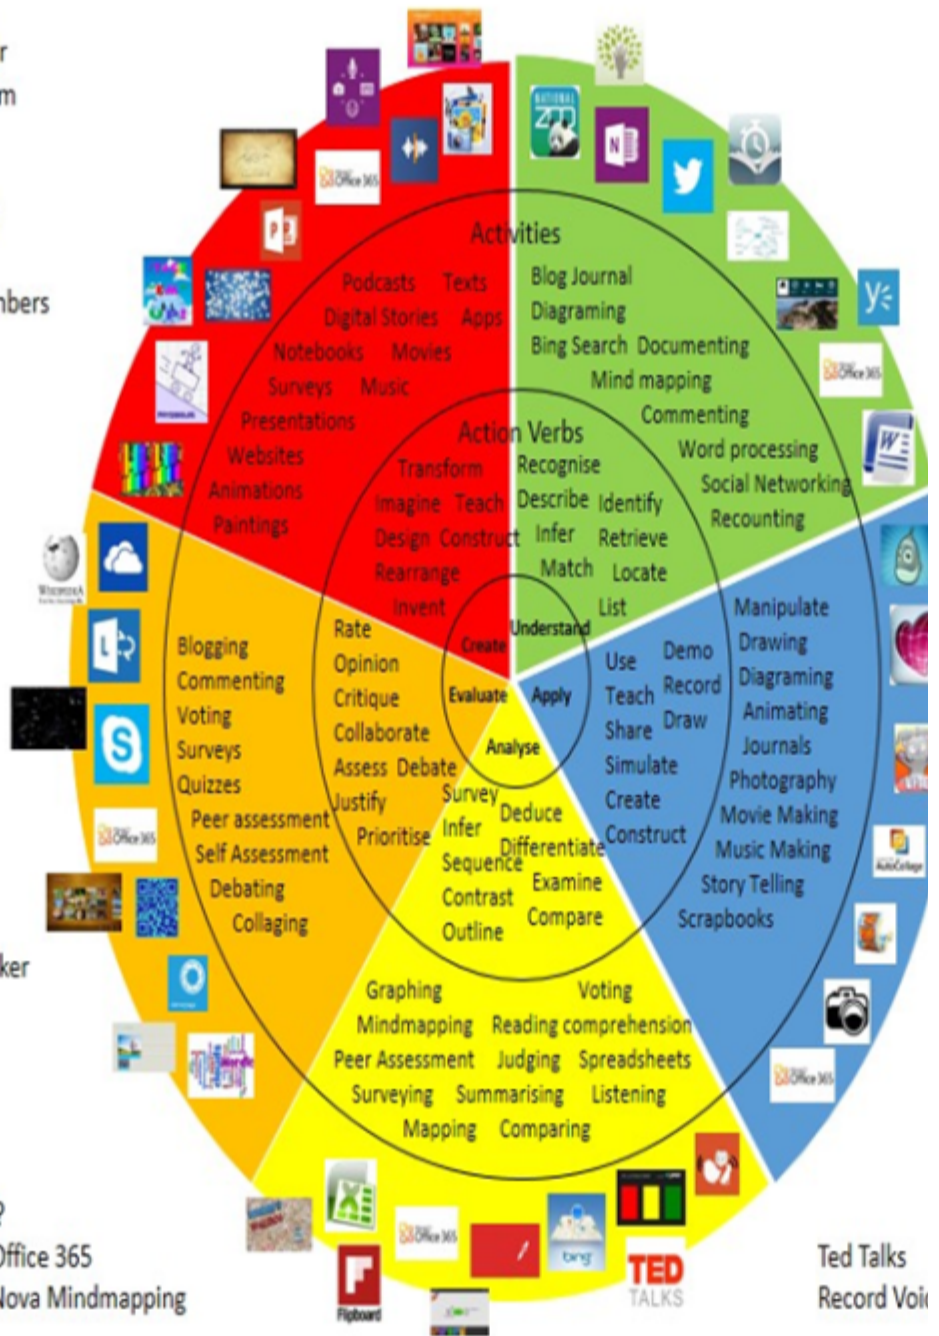 r
m
nbers
ker
?
Office 365
Nova Mindmapping
Ted Talks
Record Voic
Activities
Podcasts Texts
Digital Stories Apps
Notebooks Movies
Surveys Music
Presentations
Websites
Animations
Paintings
Blog Journal
Diagraming
Bing Search Documenting
Mind mapping
Commenting
Word processing
Social Networking
Recounting
Action Verbs
Transform
Imagine Teach
Design Construct
Rearrange
Invent
Recognise
Describe Identify
Infer Retrieve
Match Locate
List
Create
Understand
Evaluate
Apply
Analyse
Rate
Opinion
Critique
Collaborate
Assess Debate
Justify
Prioritise
Blogging
Commenting
Voting
Surveys
Quizzes
Peer assessment
Self Assessment
Debating
Collaging
Use Demo
Teach Record
Share Draw
Simulate
Create
Construct
Manipulate
Drawing
Diagraming
Animating
Journals
Photography
Movie Making
Music Making
Story Telling
Scrapbooks
Survey Deduce
Infer Differentiate
Sequence Examine
Contrast Compare
Outline
Graphing Voting
Mindmapping Reading comprehension
Peer Assessment Judging Spreadsheets
Surveying Summarising Listening
Mapping Comparing
NATIONAL
ZOO
N
Office 365
P
Office 365
W
WIKIPEDIA
L
S
Office 365
AutoCollage
Office 365
X
Office 365
Flipboard
bing
TED
TALKS